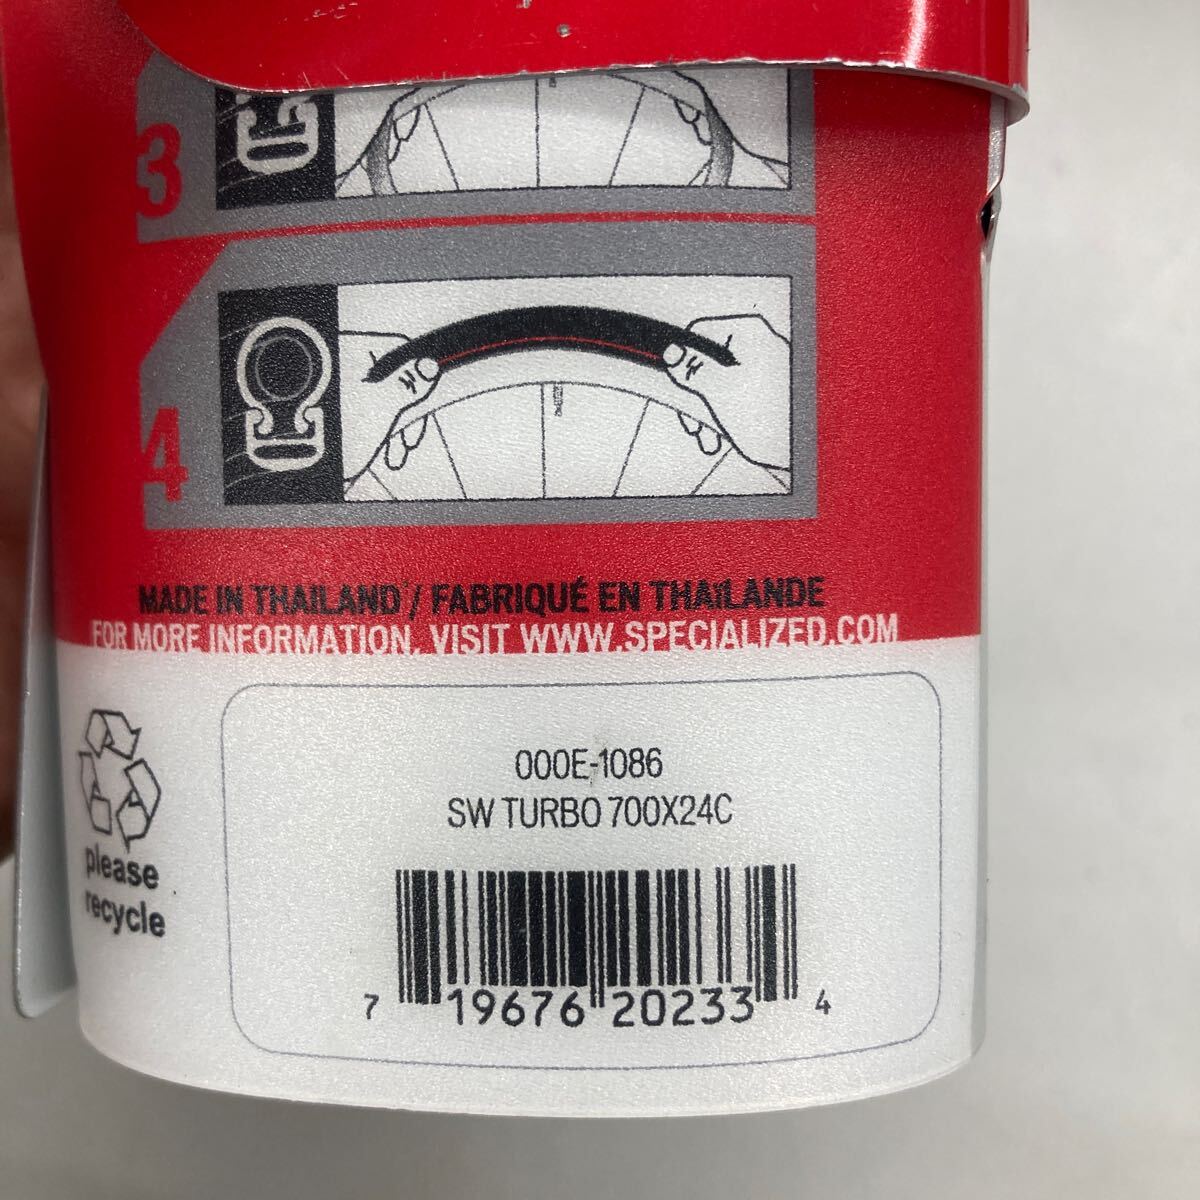 3
4
MADE IN THAILAND / FABRIQUÉ EN THAïLANDE
FOR MORE INFORMATION, VISIT WWW.SPECIALIZED.COM
please
recycle
000E-1086
SW TURBO 700X24C
7 19676 20233 4